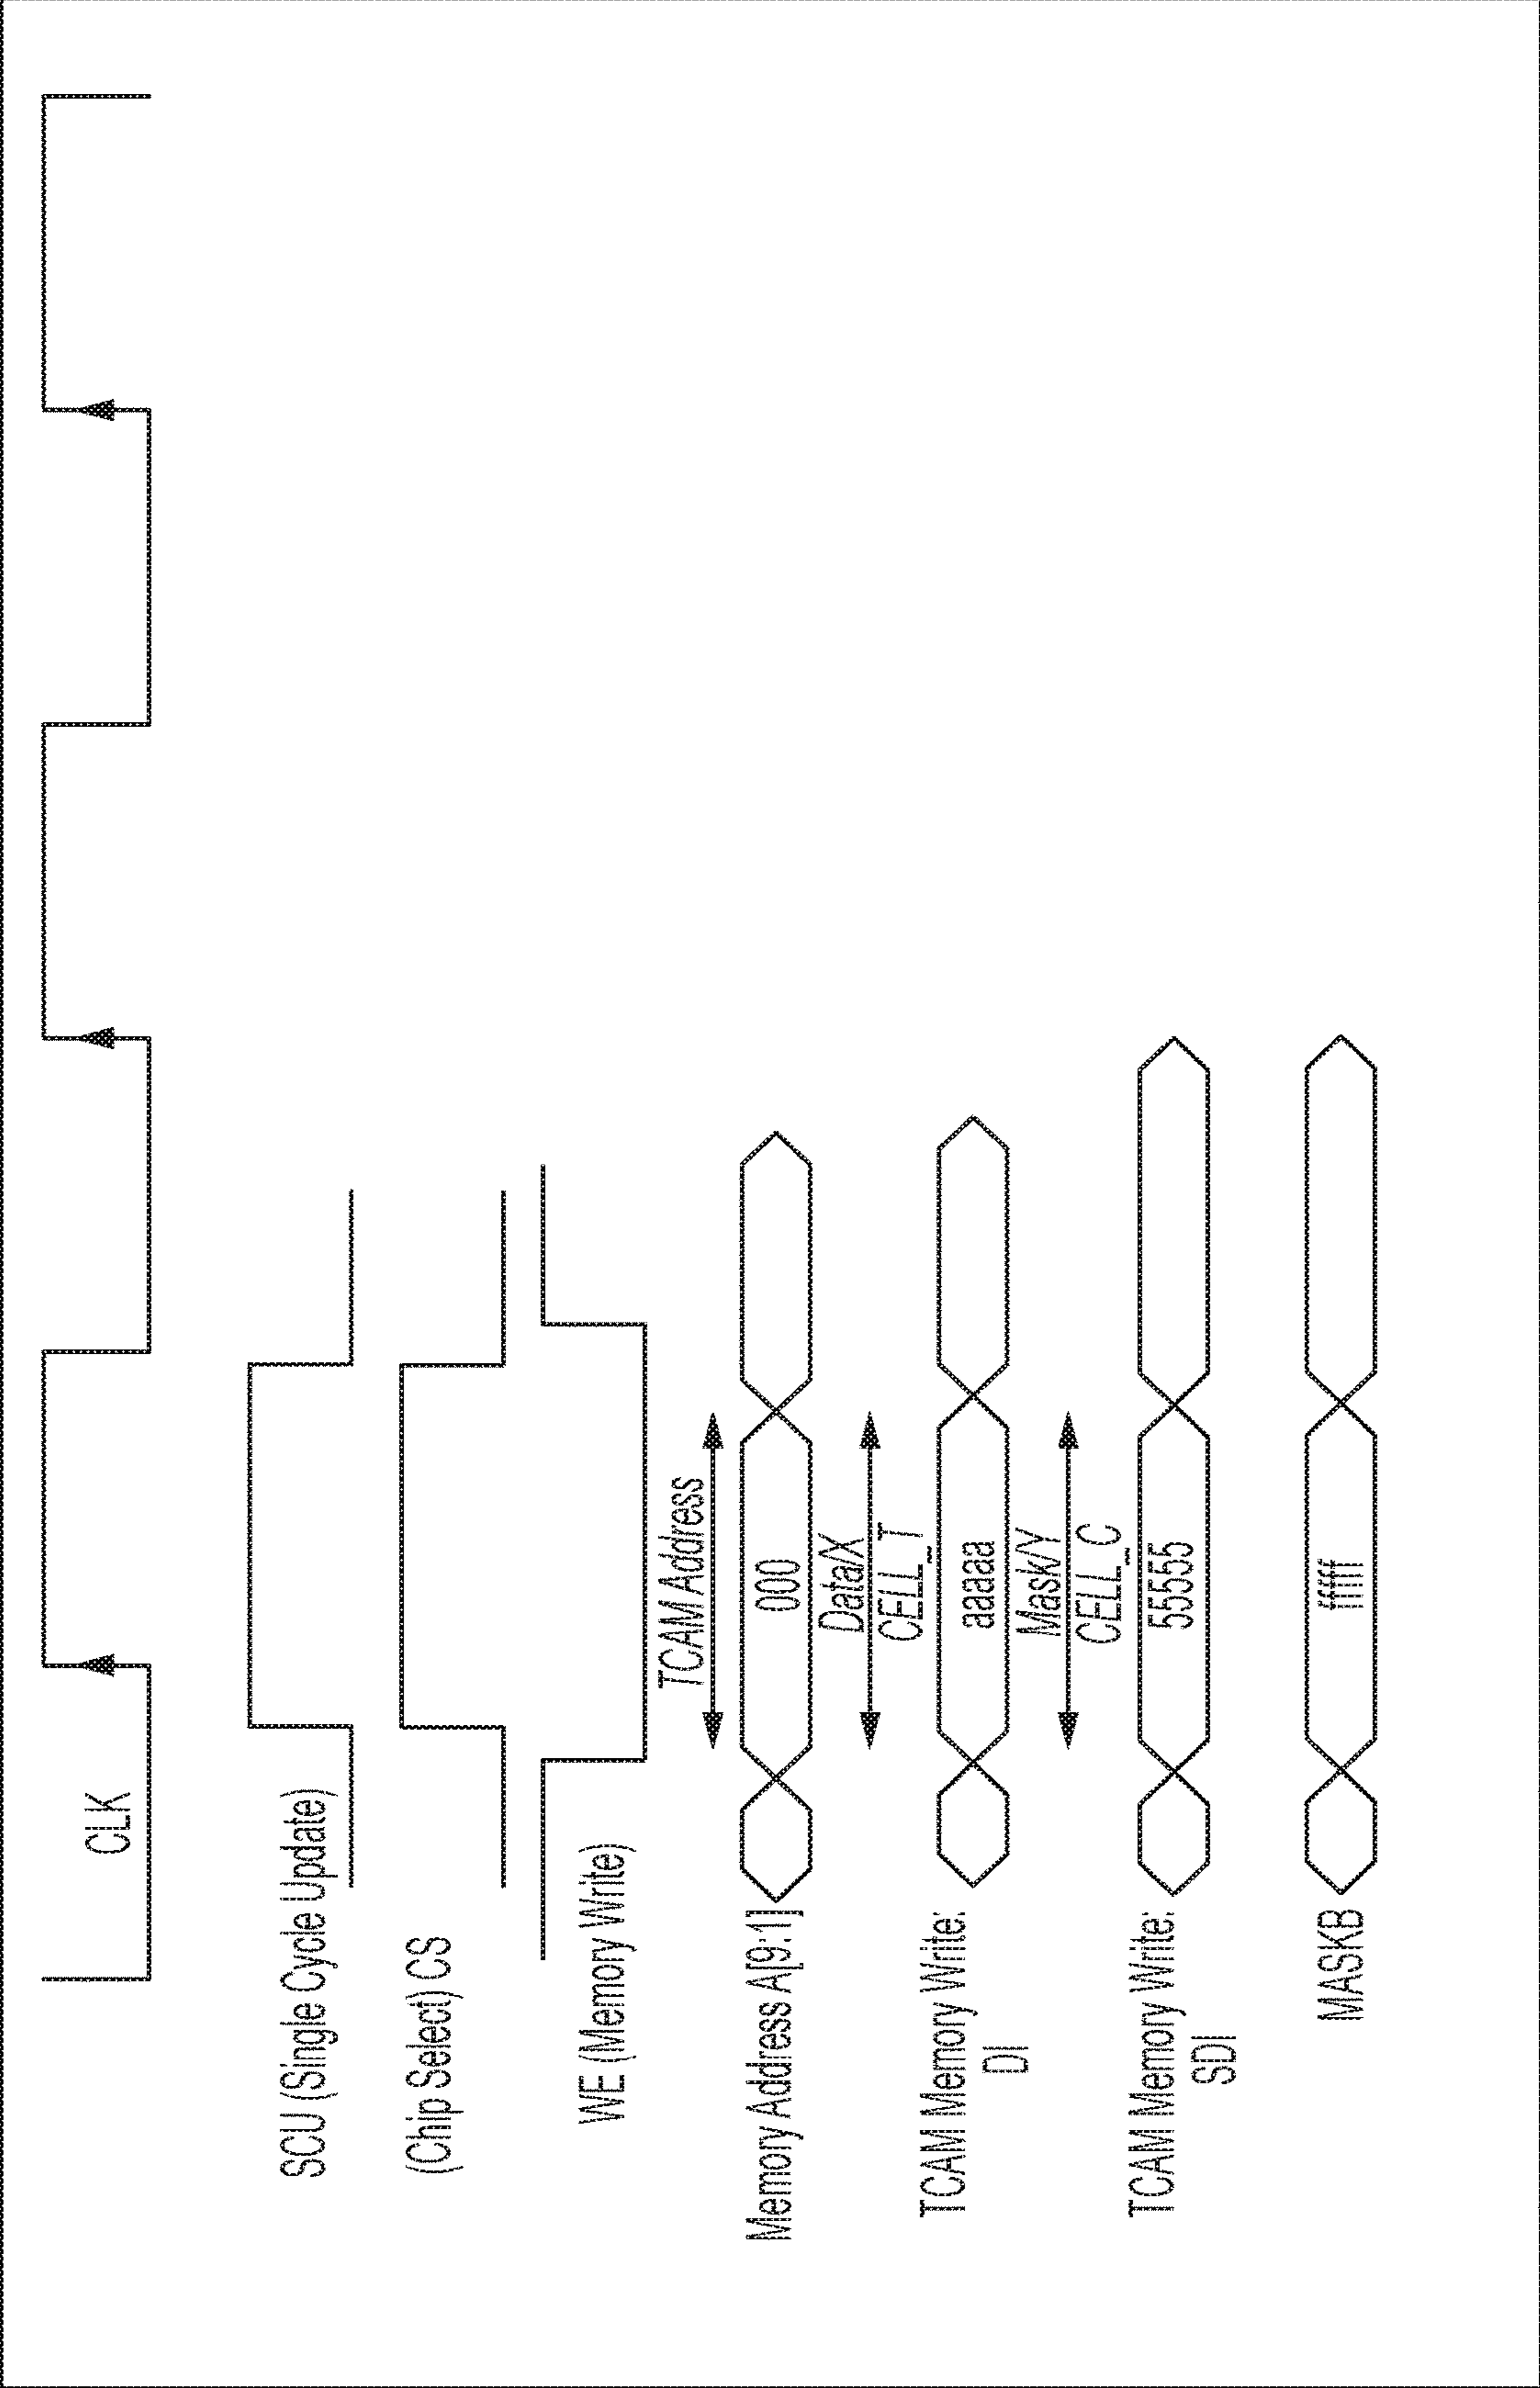 CLK
SCU (Single Cycle Update)
(Chip Select) CS
WE (Memory Write)
TCAM Address
Memory Address A[9:1]
000
Data/X
CELL_T
TCAM Memory Write:
DI
aaaaa
Mask/Y
CELL_C
TCAM Memory Write:
SDI
55555
MASKB
fffff